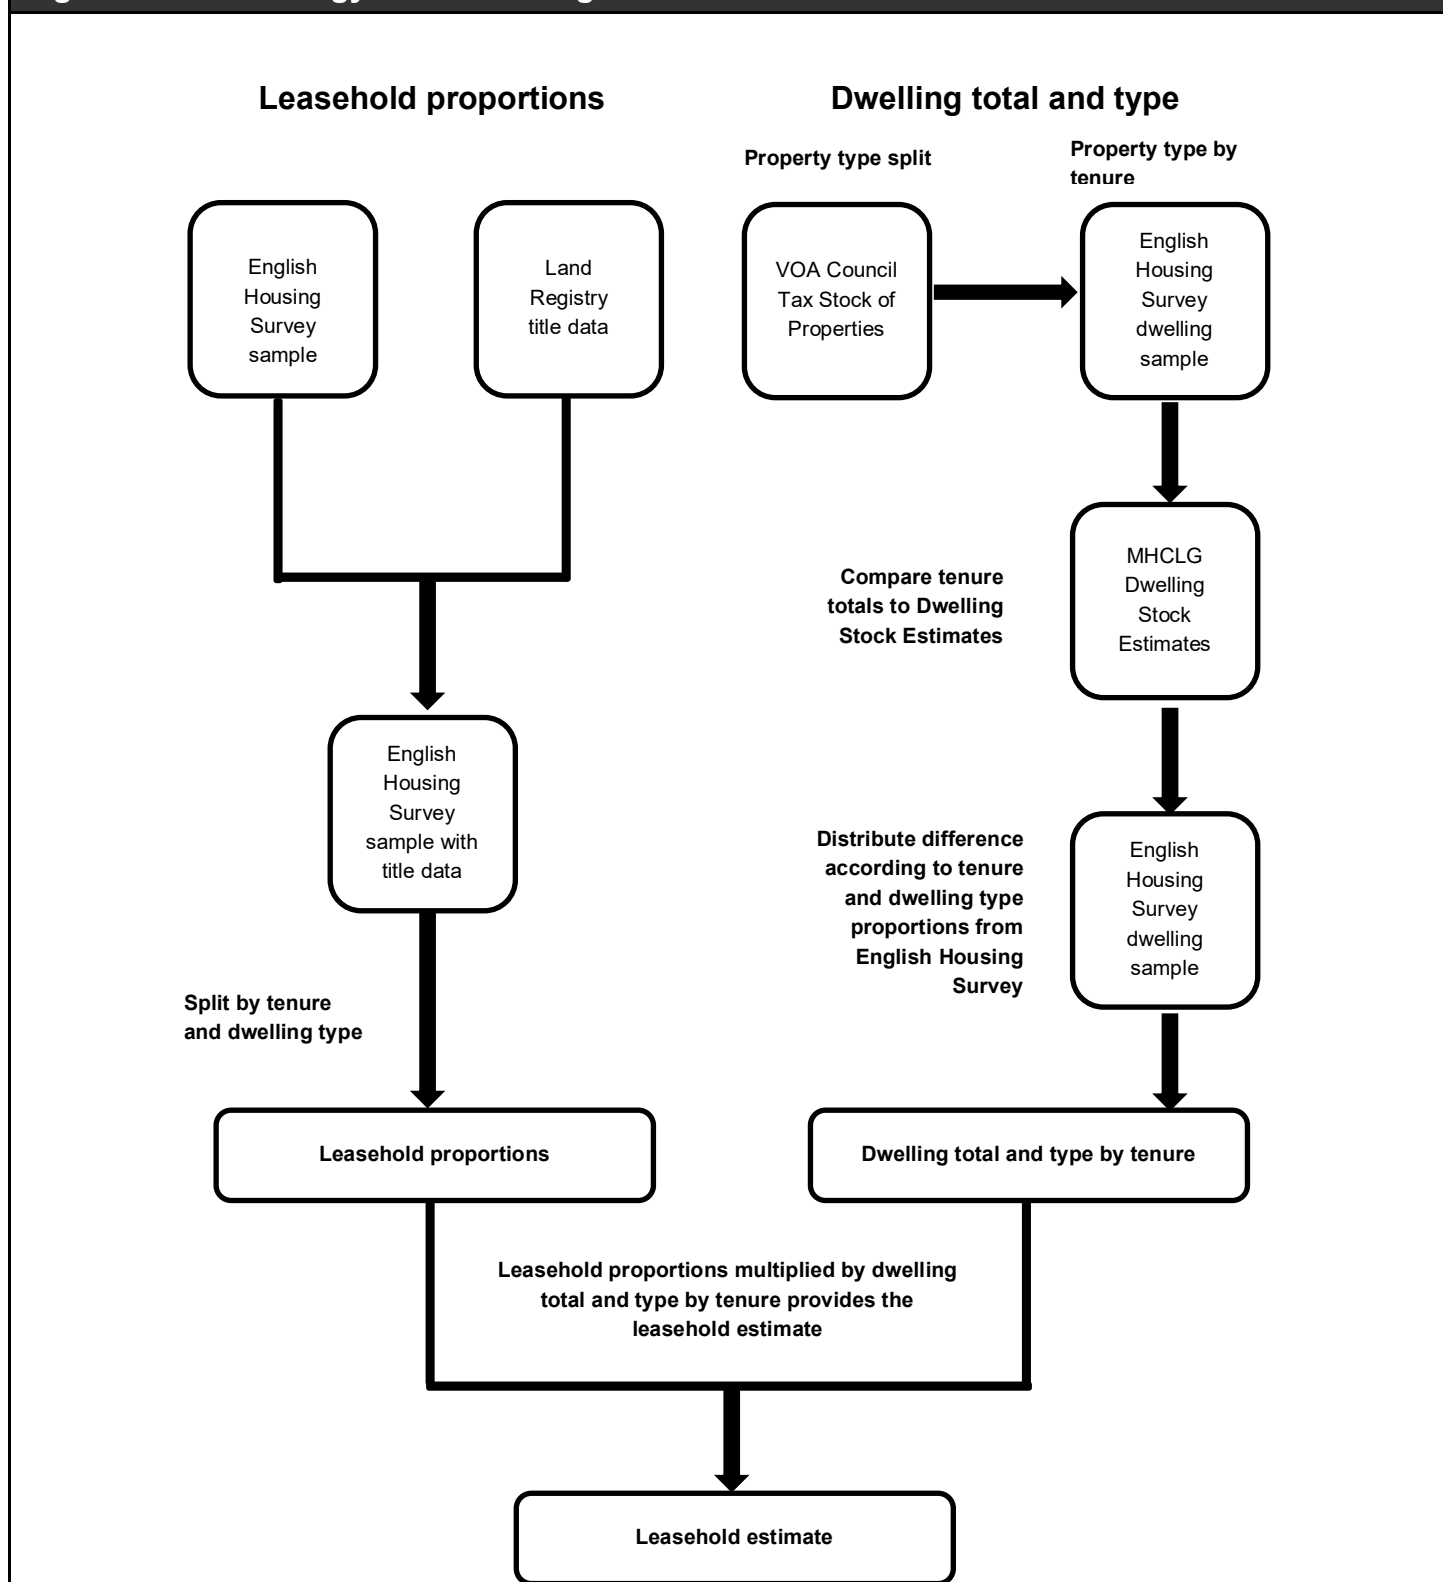 Leasehold proportions
Dwelling total and type
Property type split
Property type by
tenure
English
Housing
Survey
sample
Land
Registry
title data
VOA Council
Tax Stock of
Properties
English
Housing
Survey
dwelling
sample
Compare tenure
totals to Dwelling
Stock Estimates
MHCLG
Dwelling
Stock
Estimates
English
Housing
Survey
sample with
title data
Distribute difference
according to tenure
and dwelling type
proportions from
English Housing
Survey
English
Housing
Survey
dwelling
sample
Split by tenure
and dwelling type
Leasehold proportions
Dwelling total and type by tenure
Leasehold proportions multiplied by dwelling
total and type by tenure provides the
leasehold estimate
Leasehold estimate